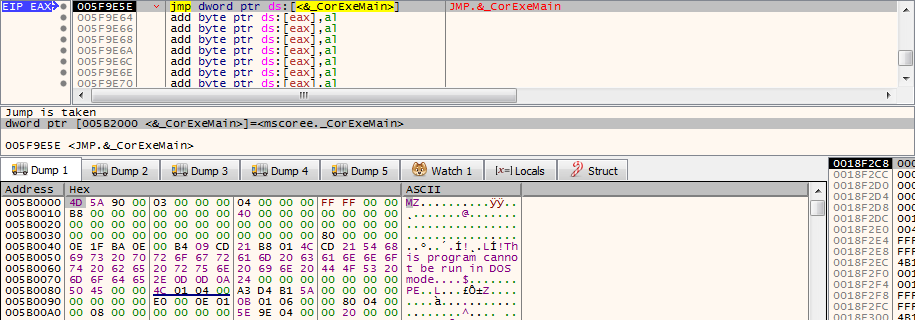 EIP EAX 005F9E5E jmp dword ptr ds:[<&_CorExeMain>] JMP.&_CorExeMain
005F9E64 add byte ptr ds:[eax],al
005F9E66 add byte ptr ds:[eax],al
005F9E68 add byte ptr ds:[eax],al
005F9E6A add byte ptr ds:[eax],al
005F9E6C add byte ptr ds:[eax],al
005F9E6E add byte ptr ds:[eax],al
005F9E70 add byte ptr ds:[eax],al
Jump is taken
dword ptr [005B2000 <&_CorExeMain>]=<mscoree._CorExeMain>
005F9E5E <JMP.&_CorExeMain>
Dump 1 Dump 2 Dump 3 Dump 4 Dump 5 Watch 1 [x=] Locals Struct
Address Hex ASCII
005B0000 4D 5A 90 00 03 00 00 00 04 00 00 00 FF FF 00 00 MZ..........ÿÿ..
005B0010 B8 00 00 00 00 00 00 00 40 00 00 00 00 00 00 00 ¸.......@.......
005B0020 00 00 00 00 00 00 00 00 00 00 00 00 00 00 00 00 ................
005B0030 00 00 00 00 00 00 00 00 00 00 00 00 80 00 00 00 ................
005B0040 0E 1F BA 0E 00 B4 09 CD 21 B8 01 4C CD 21 54 68 ..º..´.Í!¸.LÍ!Th
005B0050 69 73 20 70 72 6F 67 72 61 6D 20 63 61 6E 6E 6F is program canno
005B0060 74 20 62 65 20 72 75 6E 20 69 6E 20 44 4F 53 20 t be run in DOS
005B0070 6D 6F 64 65 2E 0D 0D 0A 24 00 00 00 00 00 00 00 mode....$.......
005B0080 50 45 00 00 4C 01 04 00 A3 D4 B1 5A 00 00 00 00 PE..L...£Ô±Z....
005B0090 00 00 00 00 E0 00 0E 01 0B 01 06 00 00 80 04 00 ....à...........
005B00A0 00 08 00 00 00 00 00 00 5E 9E 04 00 00 20 00 00 ........^.... ..
0018F2C8
0018F2CC
0018F2D0
0018F2D4
0018F2D8
0018F2DC
0018F2E0
0018F2E4
0018F2E8
0018F2EC
0018F2F0
0018F2F4
0018F2F8
0018F2FC
0018F300